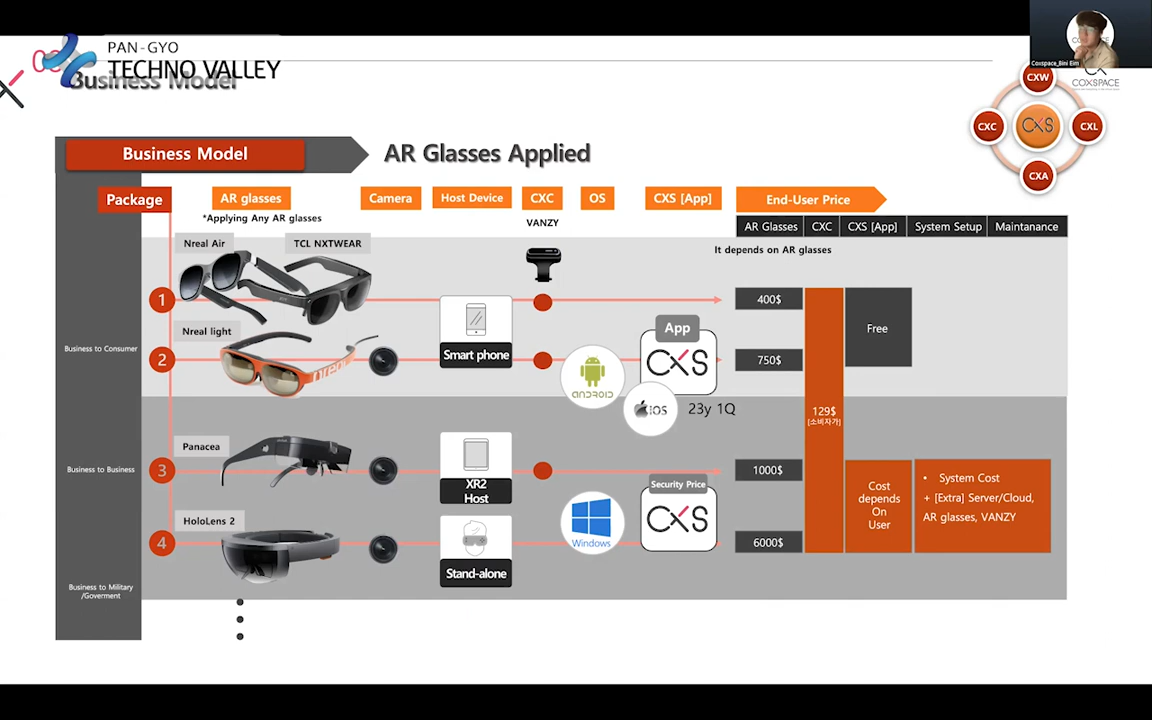 PAN-GYO
TECHNO VALLEY
Business Model
Coxspace_Bini Eim
COXSPACE
CXW
CXC
CXS
CXL
CXA
Business Model
AR Glasses Applied
Package
AR glasses
Camera
Host Device
CXC
OS
CXS [App]
End-User Price
*Applying Any AR glasses
VANZY
AR Glasses
CXC
CXS [App]
System Setup
Maintanance
It depends on AR glasses
Nreal Air
TCL NXTWEAR
1
400$
Free
Nreal light
Smart phone
App
CXS
Business to Consumer
2
nreal
750$
ANDROID
iOS
23y 1Q
129$
[소비자가]
Panacea
Business to Business
3
XR2
Host
1000$
Cost
depends
On
User
• System Cost
+ [Extra] Server/Cloud,
AR glasses, VANZY
Security Price
CXS
HoloLens 2
4
Windows
6000$
Stand-alone
Business to Military
/Goverment